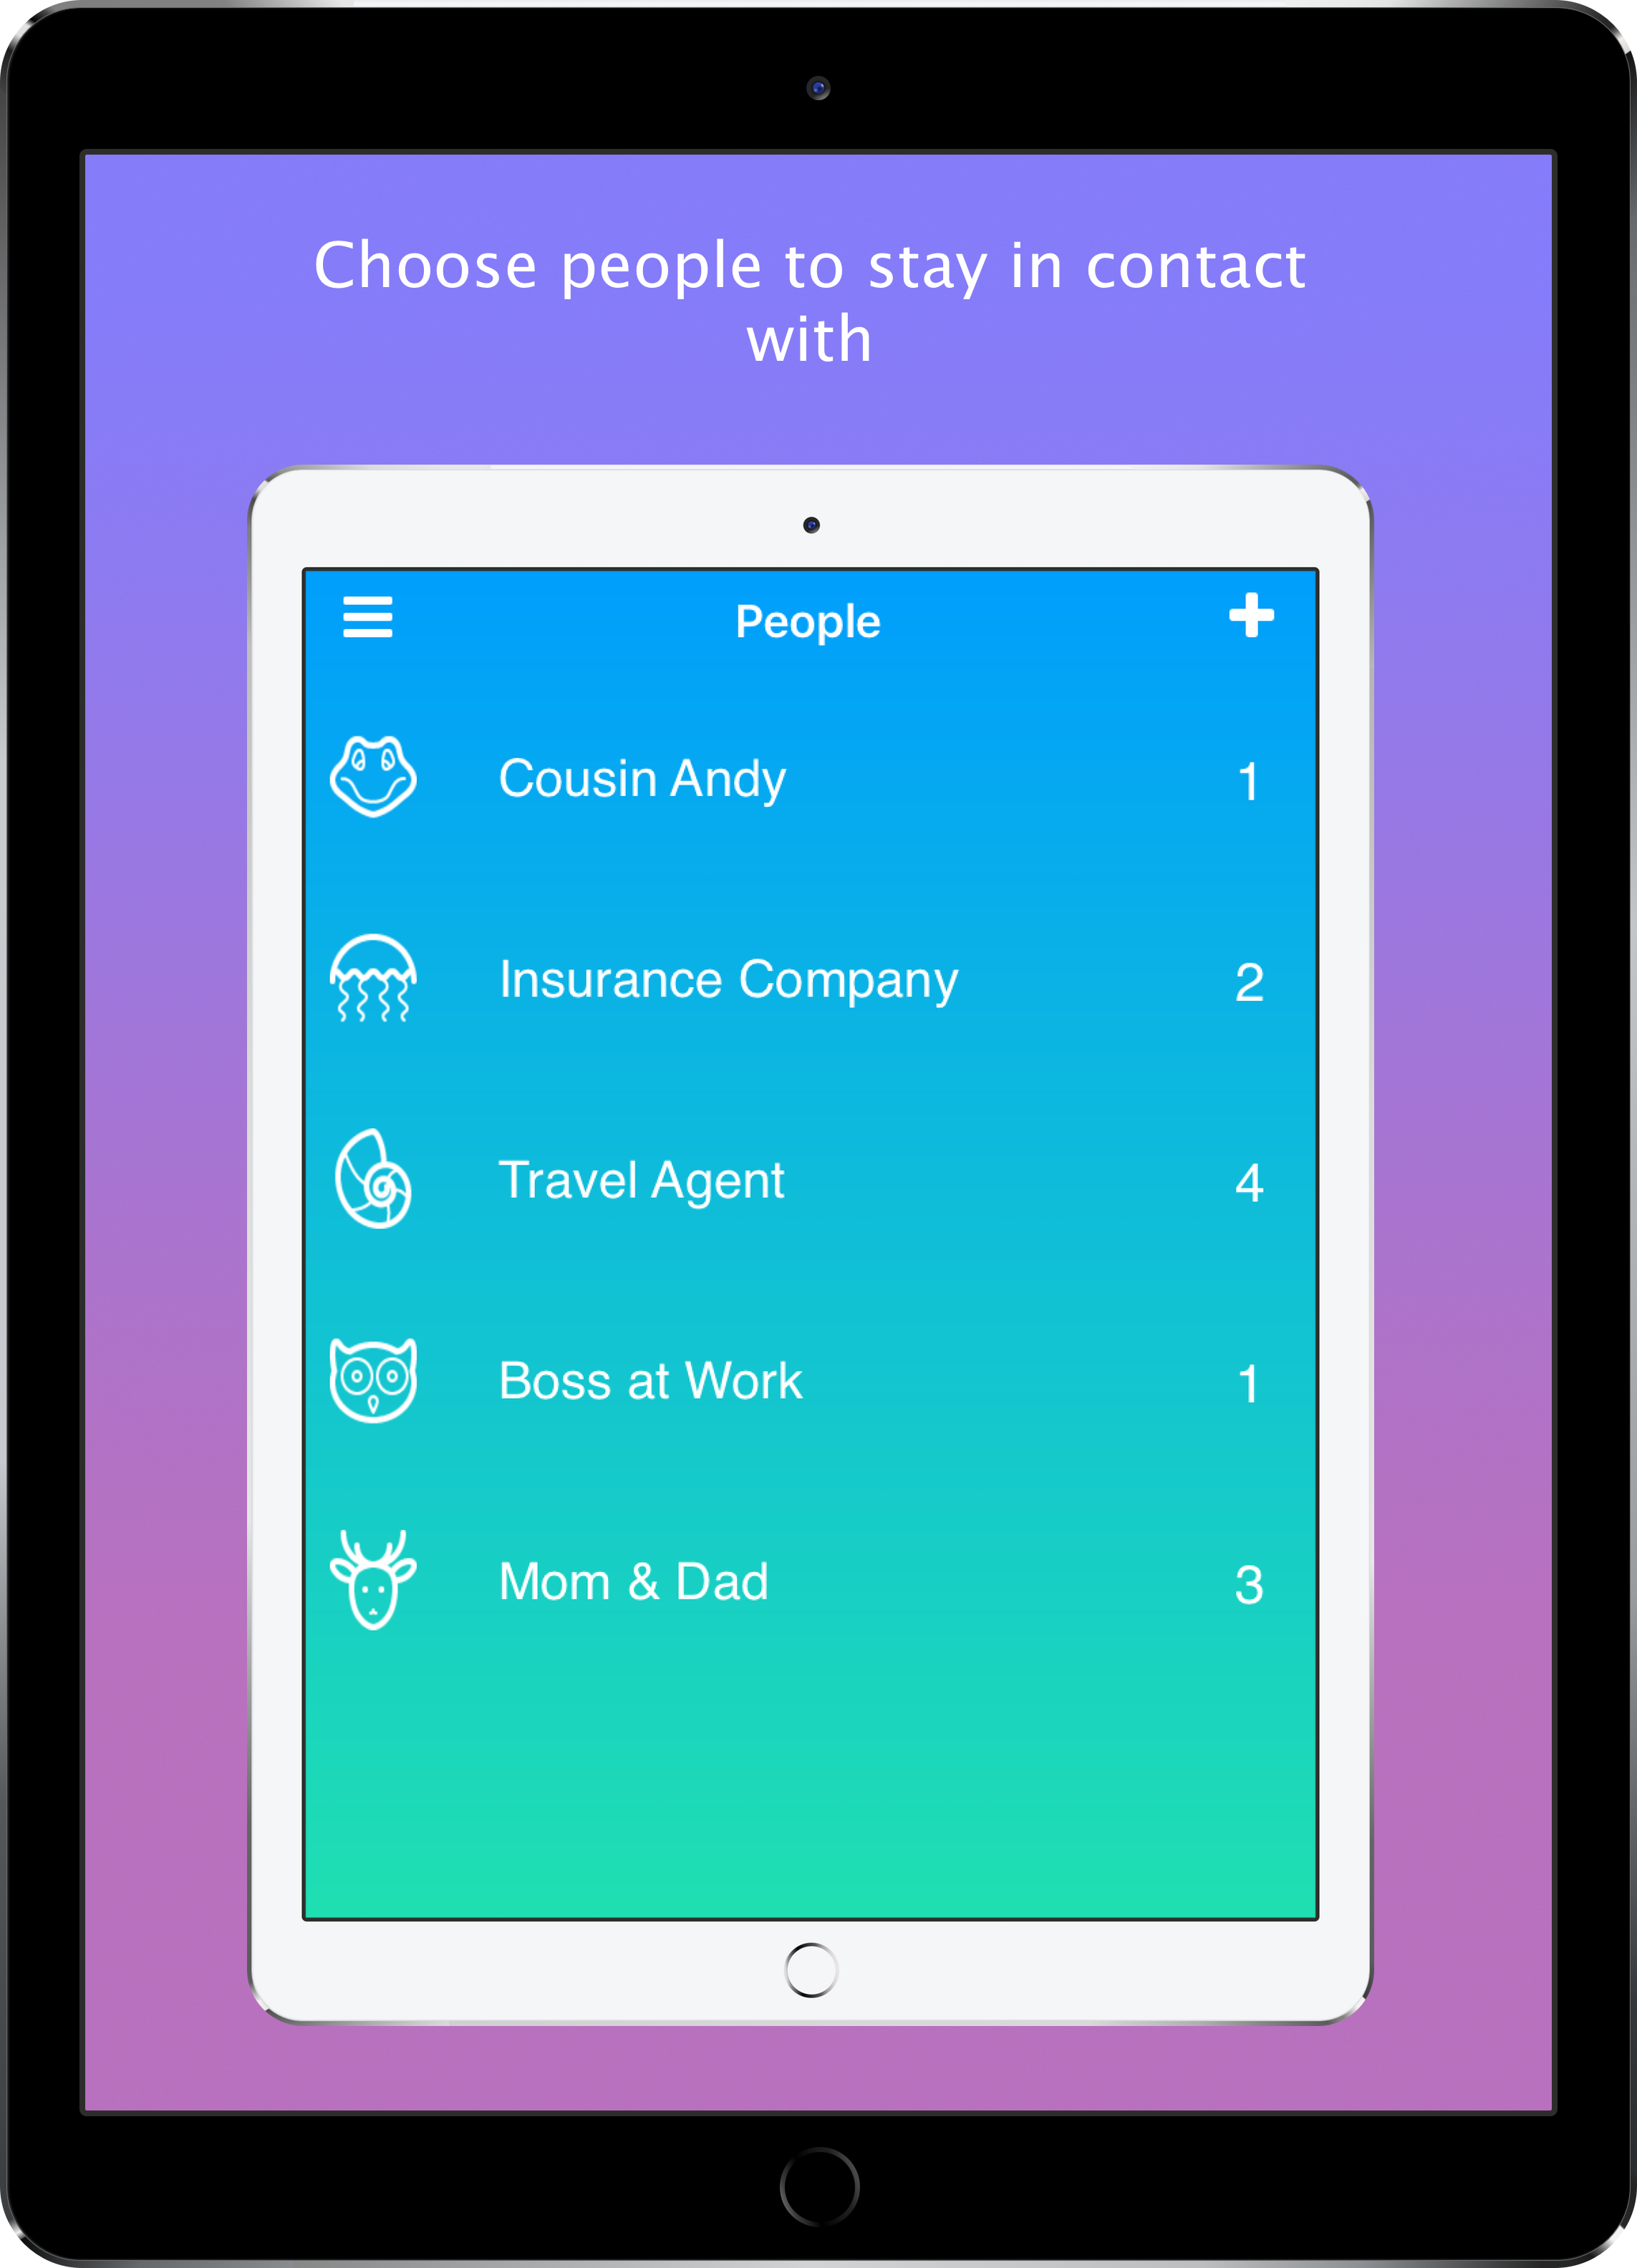 Choose people to stay in contact
with
People
Cousin Andy 1
Insurance Company 2
Travel Agent 4
Boss at Work 1
Mom & Dad 3